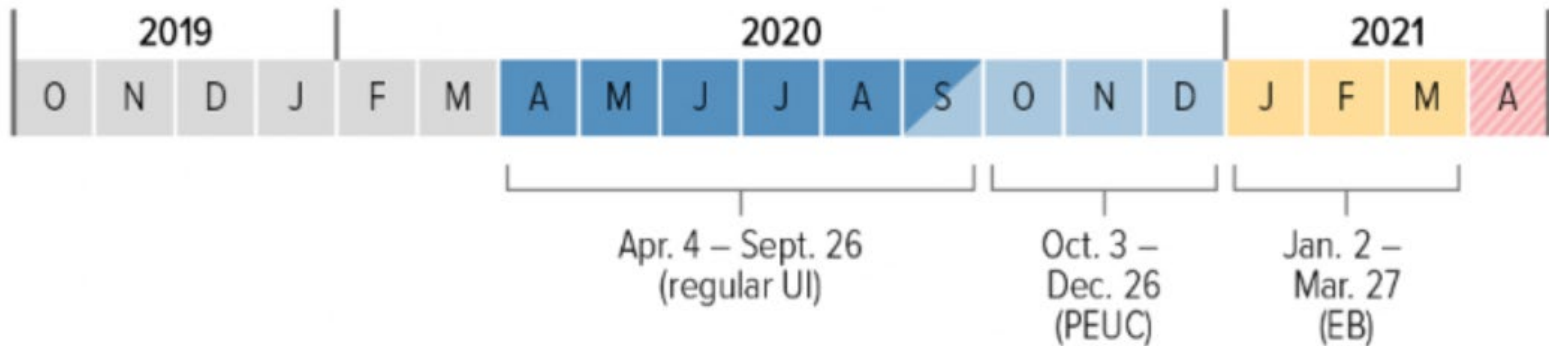 2019 2020 2021
O N D J F M A M J J A S O N D J F M A
Apr. 4 – Sept. 26
(regular UI)
Oct. 3 –
Dec. 26
(PEUC)
Jan. 2 –
Mar. 27
(EB)